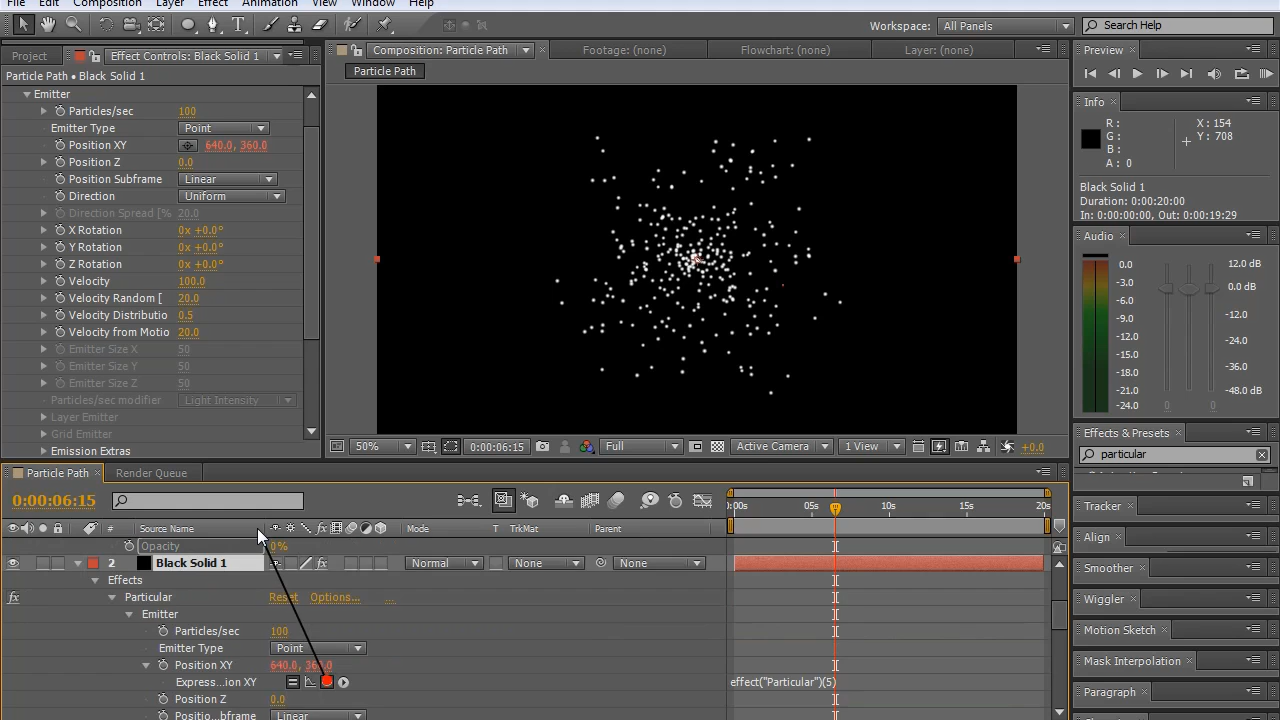 File Edit Composition Layer Effect Animation View Window Help
Workspace: All Panels Search Help
Project Effect Controls: Black Solid 1
Composition: Particle Path Footage: (none) Flowchart: (none) Layer: (none)
Preview
Particle Path • Black Solid 1
Particle Path
Emitter
Particles/sec 100
Emitter Type Point
Position XY 640.0, 360.0
Position Z 0.0
Position Subframe Linear
Direction Uniform
Direction Spread [% 20.0
X Rotation 0x +0.0°
Y Rotation 0x +0.0°
Z Rotation 0x +0.0°
Velocity 100.0
Velocity Random [ 20.0
Velocity Distributio 0.5
Velocity from Motio 20.0
Emitter Size X 50
Emitter Size Y 50
Emitter Size Z 50
Particles/sec modifier Light Intensity
Layer Emitter
Grid Emitter
Emission Extras
50% 0:00:06:15 Full Active Camera 1 View +0.0
Info
R : X : 154
G : Y : 708
B :
A : 0
Black Solid 1
Duration: 0:00:20:00
In: 0:00:00:00, Out: 0:00:19:29
Audio
0.0 12.0 dB
-3.0 6.0 dB
-6.0 0.0 dB
-9.0
-12.0 -12.0 dB
-15.0
-18.0 -24.0 dB
-21.0 -36.0 dB
-24.0 -48.0 dB
0 0
Effects & Presets
particular
Tracker
Align
Smoother
Wiggler
Motion Sketch
Mask Interpolation
Paragraph
Particle Path Render Queue
0:00:06:15
:00s 05s 10s 15s 20s
# Source Name Mode T TrkMat Parent
Opacity 0%
2 Black Solid 1 Normal None None
Effects
Particular Reset Options... ...
Emitter
Particles/sec 100
Emitter Type Point
Position XY 640.0, 360.0
Express...ion XY effect("Particular")(5)
Position Z 0.0
Positio...bframe Linear